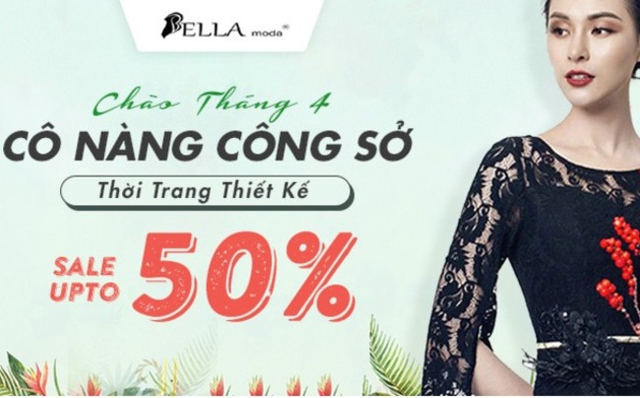 BELLA moda®
Chào Tháng 4
CÔ NÀNG CÔNG SỞ
Thời Trang Thiết Kế
SALE
UPTO
50%